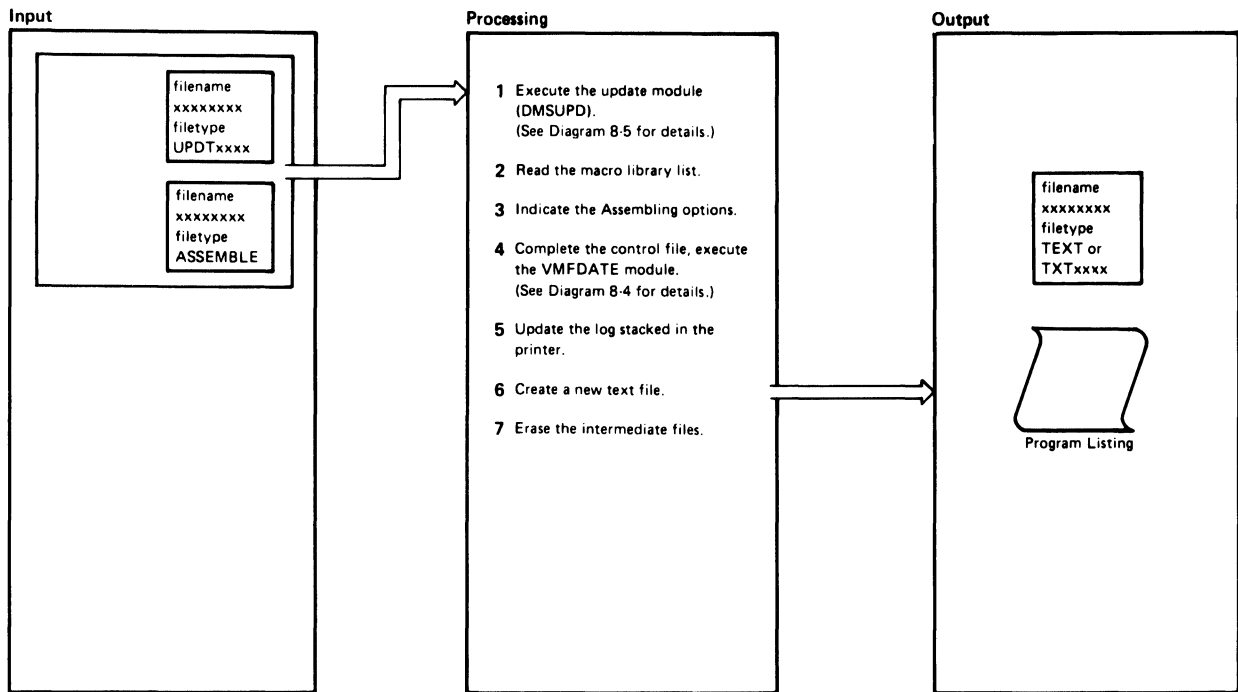 Input
filename
xxxxxxxx
filetype
UPDTxxxx
filename
xxxxxxxx
filetype
ASSEMBLE
Processing
1 Execute the update module
(DMSUPD).
(See Diagram 8-5 for details.)
2 Read the macro library list.
3 Indicate the Assembling options.
4 Complete the control file, execute
the VMFDATE module.
(See Diagram 8-4 for details.)
5 Update the log stacked in the
printer.
6 Create a new text file.
7 Erase the intermediate files.
Output
filename
xxxxxxxx
filetype
TEXT or
TXTxxxx
Program Listing